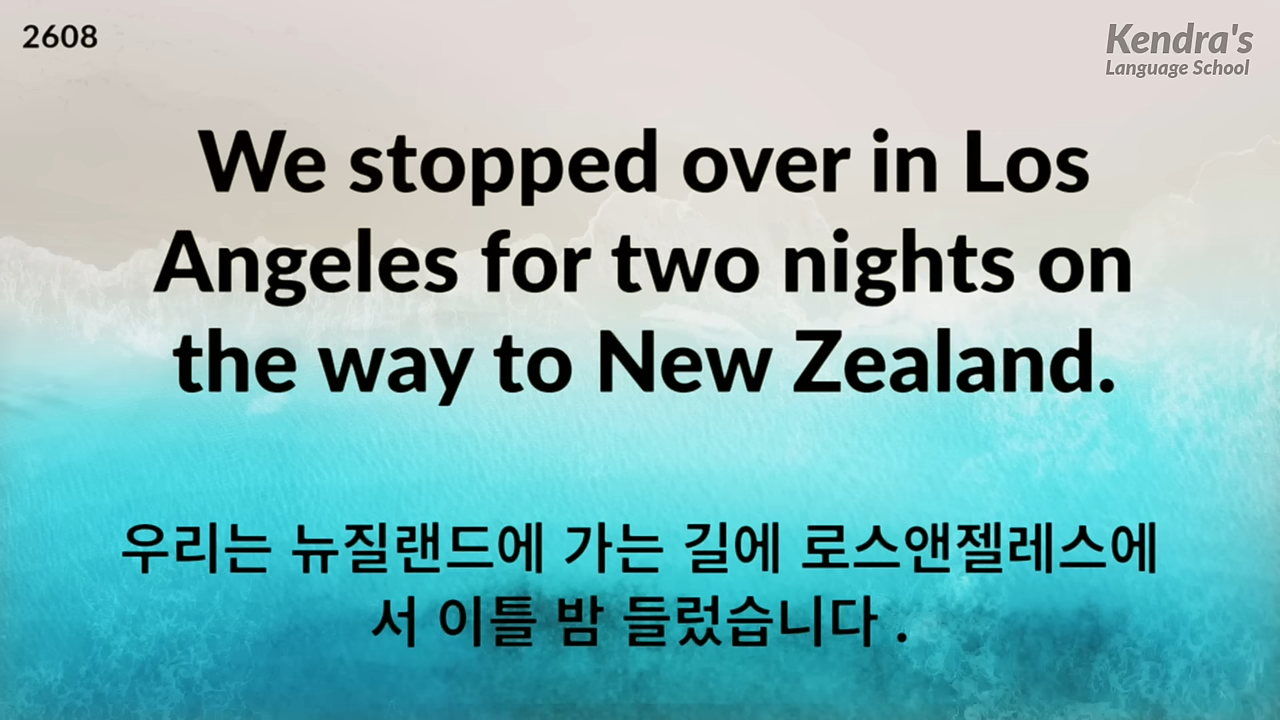 2608
Kendra's
Language School
We stopped over in Los
Angeles for two nights on
the way to New Zealand.
우리는 뉴질랜드에 가는 길에 로스앤젤레스에
서 이틀 밤 들렀습니다 .